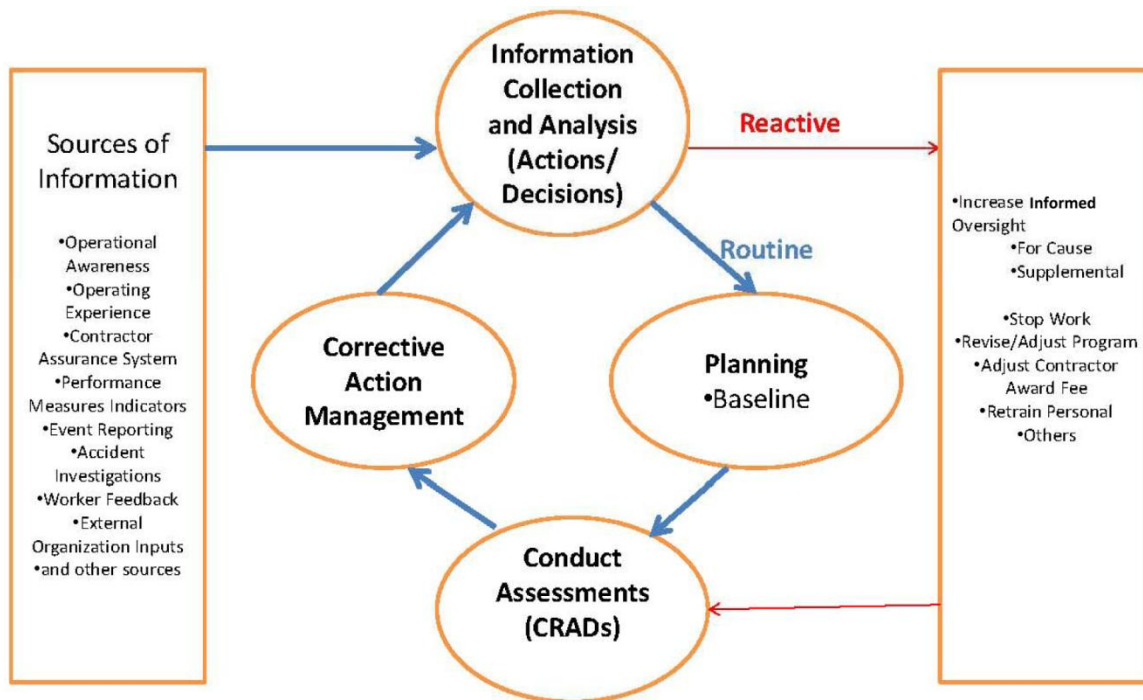 Sources of
Information
•Operational
Awareness
•Operating
Experience
•Contractor
Assurance System
•Performance
Measures Indicators
•Event Reporting
•Accident
Investigations
•Worker Feedback
•External
Organization Inputs
•and other sources
Information
Collection
and Analysis
(Actions/
Decisions)
Reactive
Routine
Corrective
Action
Management
Planning
•Baseline
Conduct
Assessments
(CRADs)
•Increase Informed
Oversight
•For Cause
•Supplemental
•Stop Work
•Revise/Adjust Program
•Adjust Contractor
Award Fee
•Retrain Personal
•Others